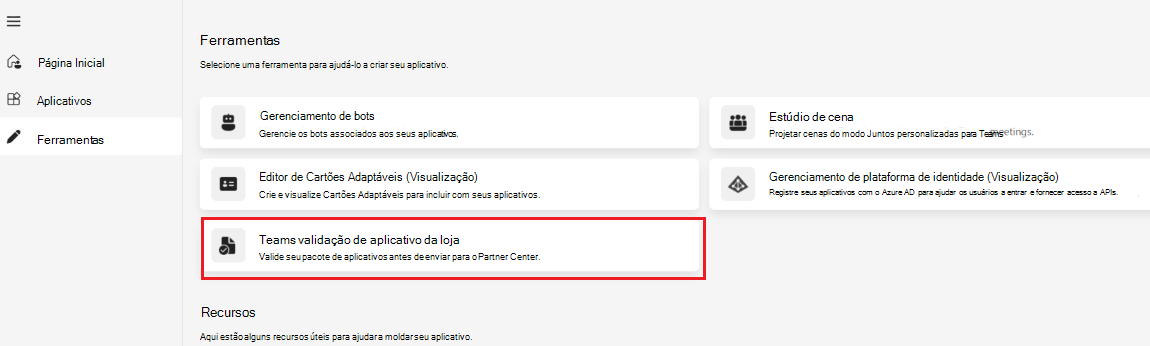 Ferramentas
Selecione uma ferramenta para ajudá-lo a criar seu aplicativo.
Página Inicial
Aplicativos
Ferramentas
Gerenciamento de bots
Gerencie os bots associados aos seus aplicativos.
Estúdio de cena
Projetar cenas do modo Juntos personalizadas para Teams meetings.
Editor de Cartões Adaptáveis (Visualização)
Crie e visualize Cartões Adaptáveis para incluir com seus aplicativos.
Gerenciamento de plataforma de identidade (Visualização)
Registre seus aplicativos com o Azure AD para ajudar os usuários a entrar e fornecer acesso a APIs.
Teams validação de aplicativo da loja
Valide seu pacote de aplicativos antes de enviar para o Partner Center.
Recursos
Aqui estão alguns recursos úteis para ajudar a moldar seu aplicativo.